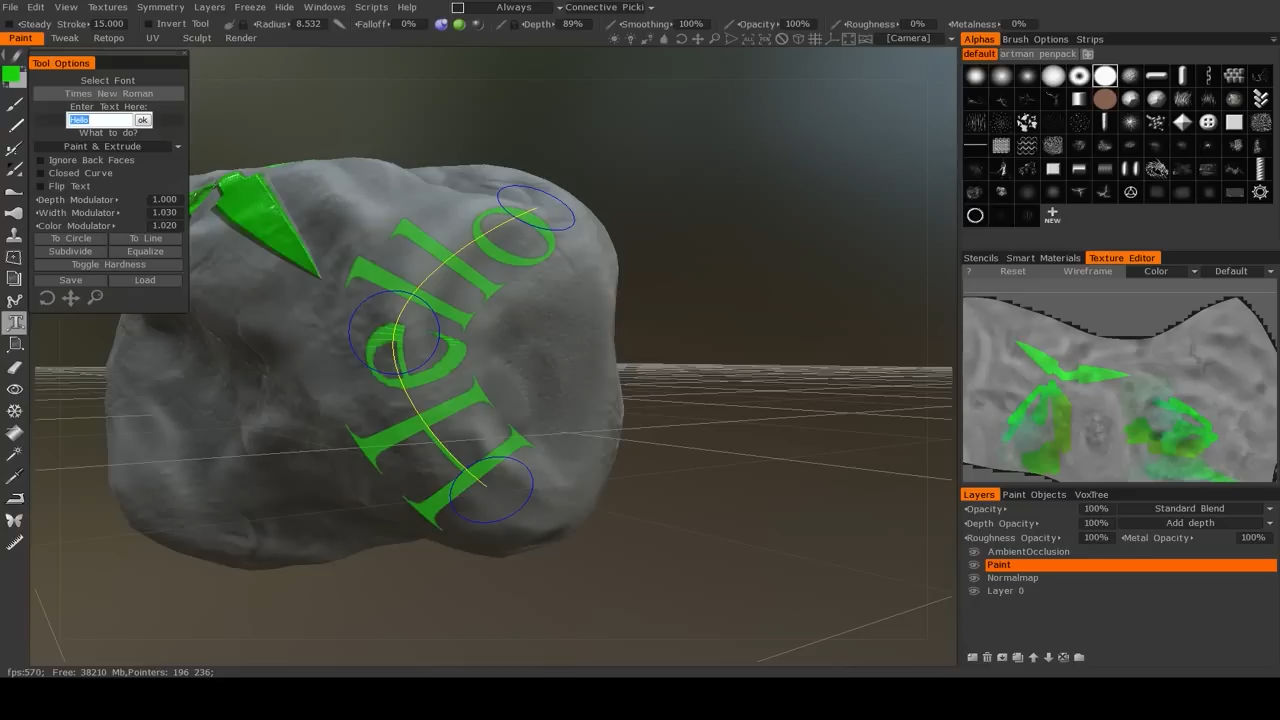 File Edit View Textures Symmetry Layers Freeze Hide Windows Scripts Help Always Connective Picki
Steady Stroke 15.000 Invert Tool Radius 8.532 Falloff 0% Depth 89% Smoothing 100% Opacity 100% Roughness 0% Metalness 0%
Paint Tweak Retopo UV Sculpt Render [Camera]
Tool Options
Select Font
Times New Roman
Enter Text Here:
Hello ok
What to do?
Paint & Extrude
Ignore Back Faces
Closed Curve
Flip Text
Depth Modulator 1.000
Width Modulator 1.030
Color Modulator 1.020
To Circle To Line
Subdivide Equalize
Toggle Hardness
Save Load
Hello
Alphas Brush Options Strips
default artman penpack
NEW
Stencils Smart Materials Texture Editor
? Reset Wireframe Color Default
Layers Paint Objects VoxTree
Opacity 100% Standard Blend
Depth Opacity 100% Add depth
Roughness Opacity 100% Metal Opacity 100%
AmbientOcclusion
Paint
Normalmap
Layer 0
fps:570; Free: 38210 Mb,Pointers: 196 236;